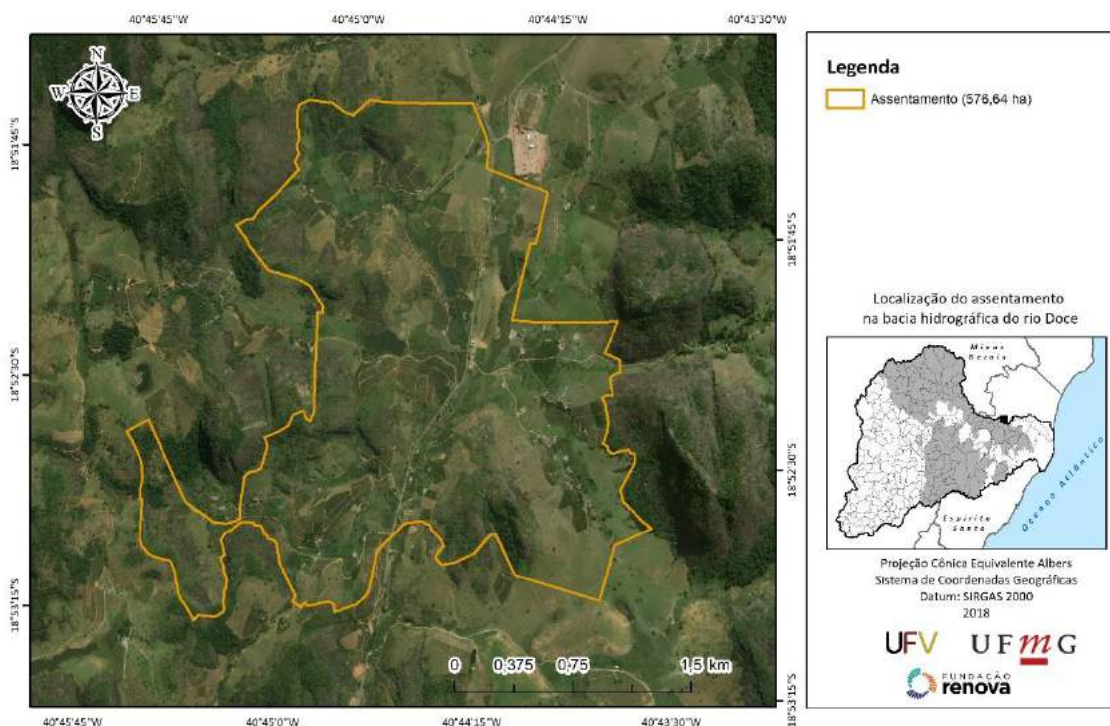 40°45'45"W 40°45'0"W 40°44'15"W 40°43'30"W
N
W E
S
18°51'45"S
18°52'30"S
18°53'15"S
18°51'45"S
18°52'30"S
18°53'15"S
0 0,375 0,75 1,5 km
40°45'45"W 40°45'0"W 40°44'15"W 40°43'30"W
Legenda
Assentamento (576,64 ha)
Localização do assentamento
na bacia hidrográfica do rio Doce
Minas
Gerais
Espírito
Santo
Oceano Atlântico
Projeção Cônica Equivalente Albers
Sistema de Coordenadas Geográficas
Datum: SIRGAS 2000
2018
UFV UFmG
FUNDAÇÃO
renova